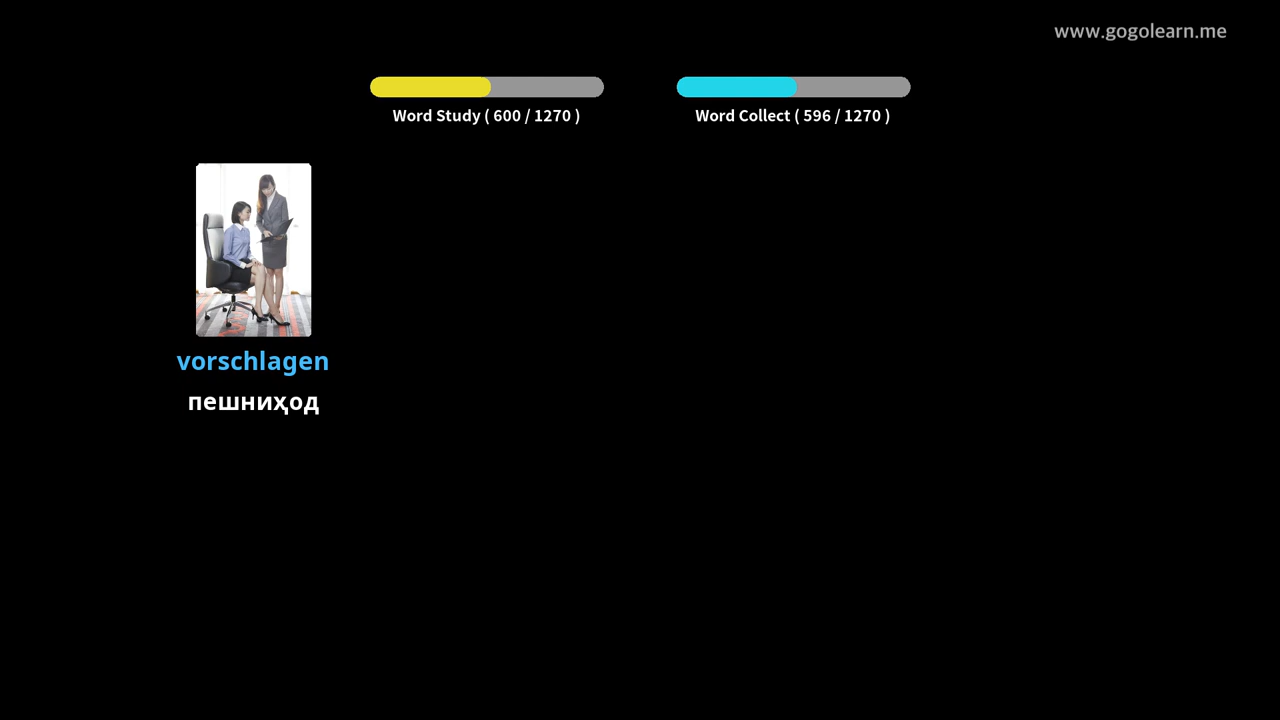 www.gogolearn.me
Word Study ( 600 / 1270 )
Word Collect ( 596 / 1270 )
vorschlagen
пешниҳод